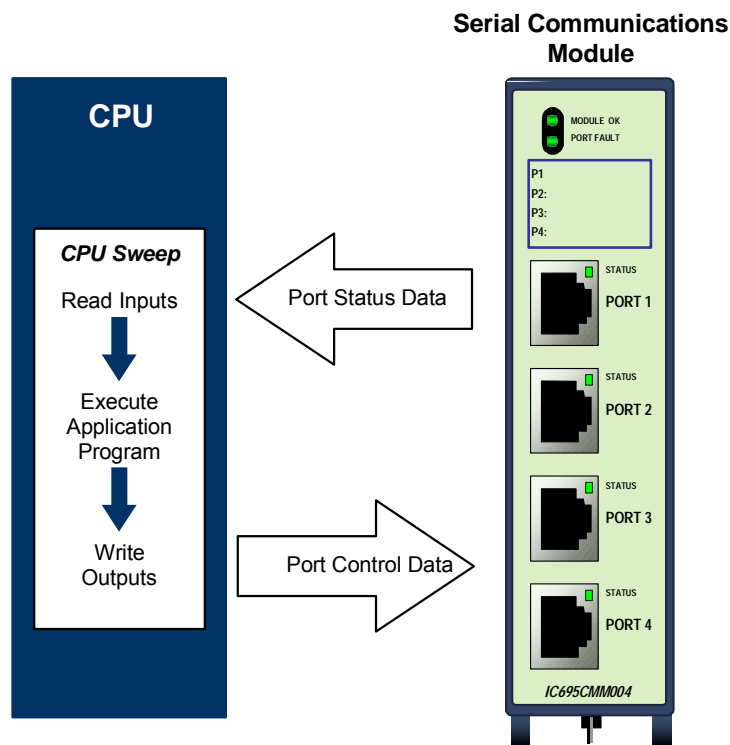 Serial Communications
Module
CPU
CPU Sweep
Read Inputs
Execute
Application
Program
Write
Outputs
Port Status Data
Port Control Data
MODULE OK
PORT FAULT
P1
P2:
P3:
P4:
STATUS
PORT 1
STATUS
PORT 2
STATUS
PORT 3
STATUS
PORT 4
IC695CMM004